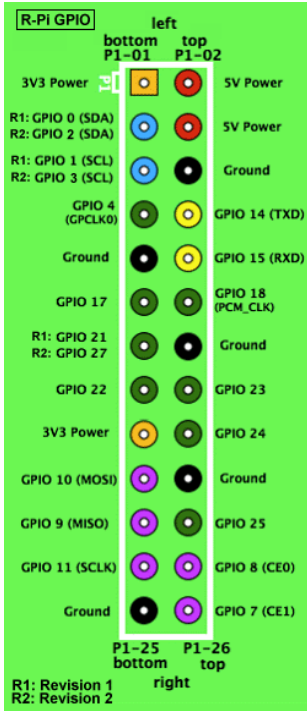 R-Pi GPIO
left
bottom top
P1-01 P1-02
3V3 Power P1 5V Power
R1: GPIO 0 (SDA)
R2: GPIO 2 (SDA)
5V Power
R1: GPIO 1 (SCL)
R2: GPIO 3 (SCL)
Ground
GPIO 4
(GPCLK0)
GPIO 14 (TXD)
Ground GPIO 15 (RXD)
GPIO 17
GPIO 18
(PCM_CLK)
R1: GPIO 21
R2: GPIO 27
Ground
GPIO 22 GPIO 23
3V3 Power GPIO 24
GPIO 10 (MOSI) Ground
GPIO 9 (MISO) GPIO 25
GPIO 11 (SCLK) GPIO 8 (CE0)
Ground GPIO 7 (CE1)
P1-25 P1-26
bottom top
right
R1: Revision 1
R2: Revision 2